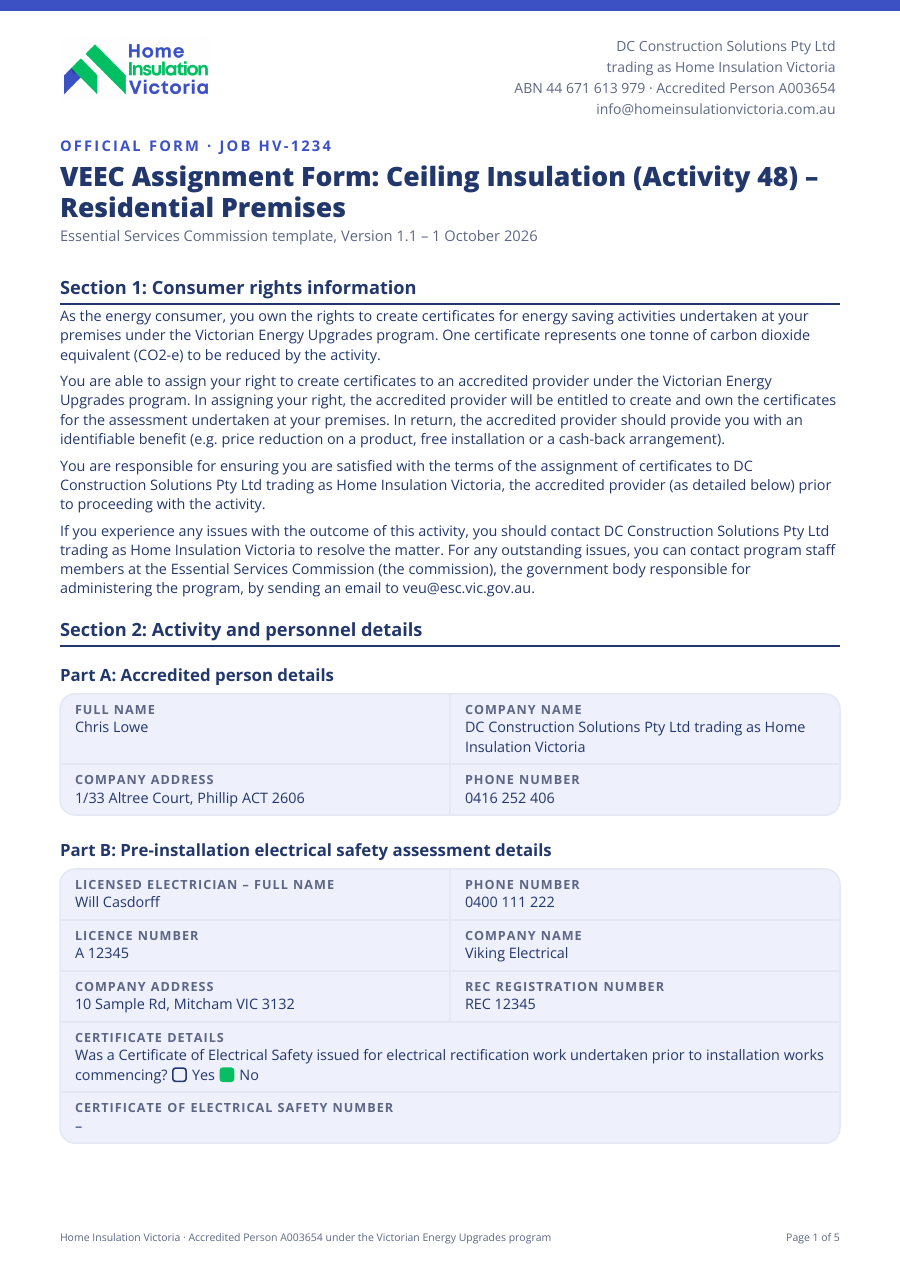 Home
Insulation
Victoria
DC Construction Solutions Pty Ltd
trading as Home Insulation Victoria
ABN 44 671 613 979 · Accredited Person A003654
info@homeinsulationvictoria.com.au
OFFICIAL FORM · JOB HV-1234
VEEC Assignment Form: Ceiling Insulation (Activity 48) –
Residential Premises
Essential Services Commission template, Version 1.1 – 1 October 2026
Section 1: Consumer rights information
As the energy consumer, you own the rights to create certificates for energy saving activities undertaken at your
premises under the Victorian Energy Upgrades program. One certificate represents one tonne of carbon dioxide
equivalent (CO2-e) to be reduced by the activity.
You are able to assign your right to create certificates to an accredited provider under the Victorian Energy
Upgrades program. In assigning your right, the accredited provider will be entitled to create and own the certificates
for the assessment undertaken at your premises. In return, the accredited provider should provide you with an
identifiable benefit (e.g. price reduction on a product, free installation or a cash-back arrangement).
You are responsible for ensuring you are satisfied with the terms of the assignment of certificates to DC
Construction Solutions Pty Ltd trading as Home Insulation Victoria, the accredited provider (as detailed below) prior
to proceeding with the activity.
If you experience any issues with the outcome of this activity, you should contact DC Construction Solutions Pty Ltd
trading as Home Insulation Victoria to resolve the matter. For any outstanding issues, you can contact program staff
members at the Essential Services Commission (the commission), the government body responsible for
administering the program, by sending an email to veu@esc.vic.gov.au.
Section 2: Activity and personnel details
Part A: Accredited person details
FULL NAME
Chris Lowe
COMPANY NAME
DC Construction Solutions Pty Ltd trading as Home
Insulation Victoria
COMPANY ADDRESS
1/33 Altree Court, Phillip ACT 2606
PHONE NUMBER
0416 252 406
Part B: Pre-installation electrical safety assessment details
LICENSED ELECTRICIAN – FULL NAME
Will Casdorff
PHONE NUMBER
0400 111 222
LICENCE NUMBER
A 12345
COMPANY NAME
Viking Electrical
COMPANY ADDRESS
10 Sample Rd, Mitcham VIC 3132
REC REGISTRATION NUMBER
REC 12345
CERTIFICATE DETAILS
Was a Certificate of Electrical Safety issued for electrical rectification work undertaken prior to installation works
commencing? Yes No
CERTIFICATE OF ELECTRICAL SAFETY NUMBER
–
Home Insulation Victoria · Accredited Person A003654 under the Victorian Energy Upgrades program
Page 1 of 5